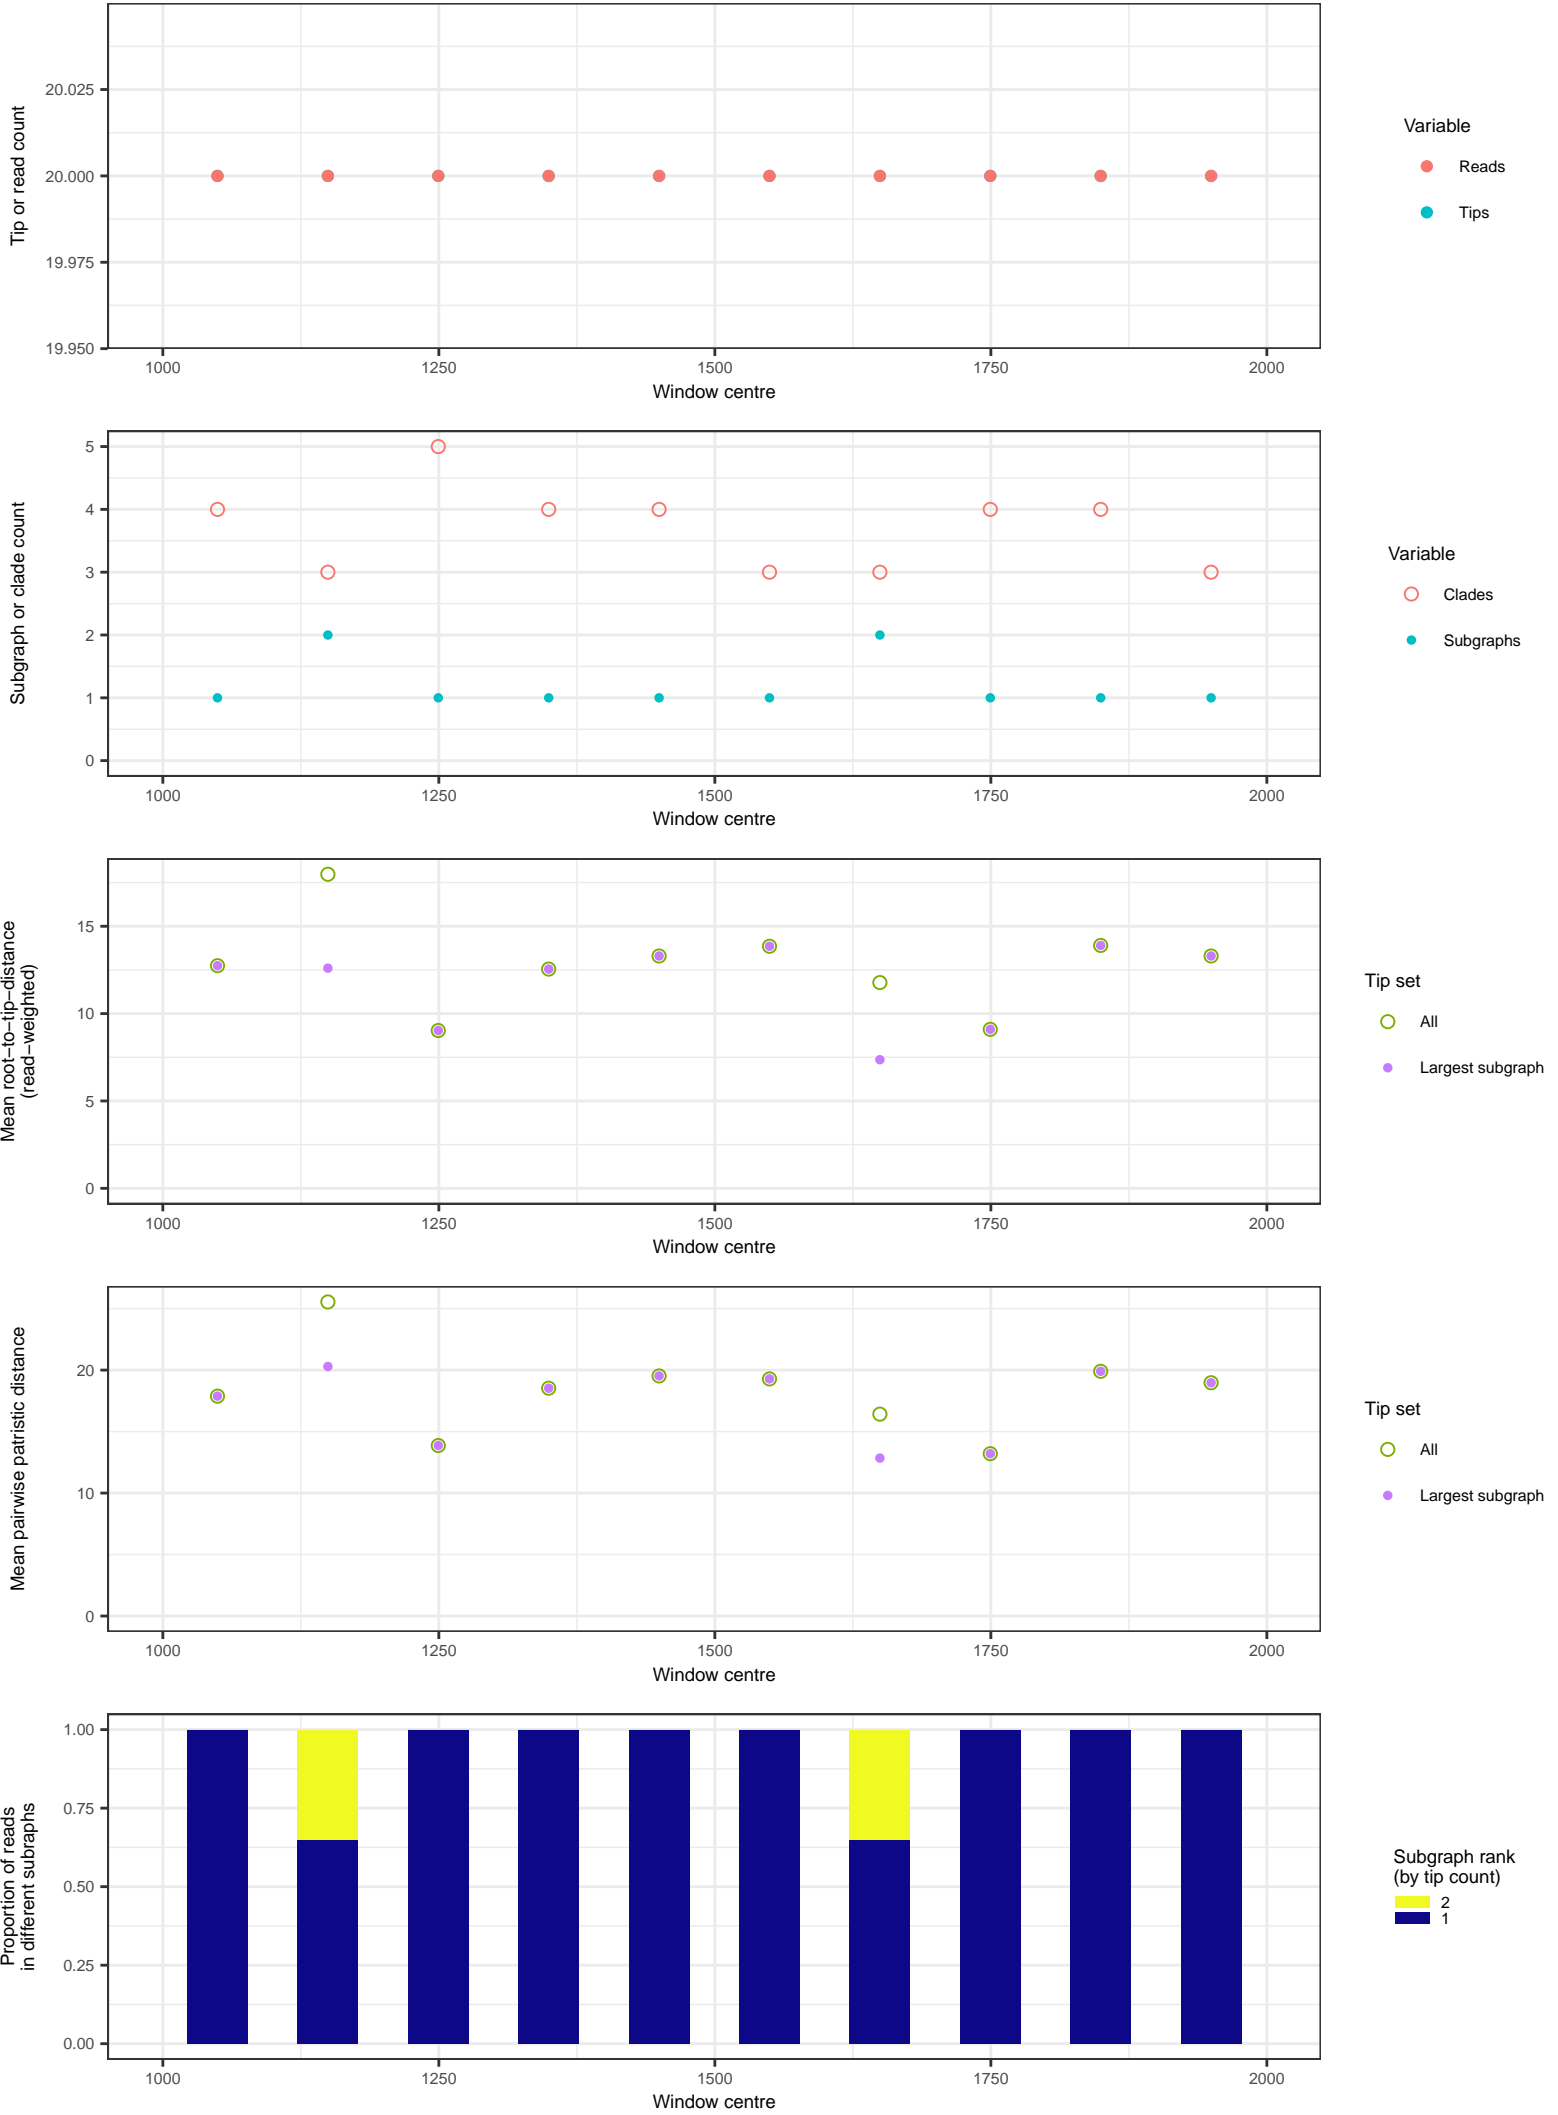 20.025
20.000
19.975
19.950
Tip or read count
1000 1250 1500 1750 2000
Window centre
Variable
Reads
Tips
5
4
3
2
1
0
Subgraph or clade count
1000 1250 1500 1750 2000
Window centre
Variable
Clades
Subgraphs
15
10
5
0
Mean root−to−tip−distance
(read−weighted)
1000 1250 1500 1750 2000
Window centre
Tip set
All
Largest subgraph
20
10
0
Mean pairwise patristic distance
1000 1250 1500 1750 2000
Window centre
Tip set
All
Largest subgraph
1.00
0.75
0.50
0.25
0.00
Proportion of reads
in different subraphs
1000 1250 1500 1750 2000
Window centre
Subgraph rank
(by tip count)
2
1